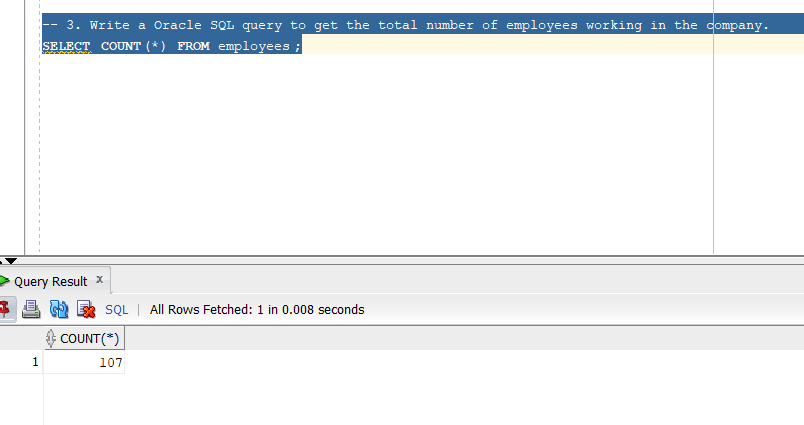 -- 3. Write a Oracle SQL query to get the total number of employees working in the company.
SELECT COUNT(*) FROM employees;
Query Result x
SQL | All Rows Fetched: 1 in 0.008 seconds
COUNT(*)
1 107